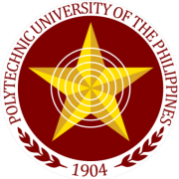 POLYTECHNIC UNIVERSITY OF THE PHILIPPINES
1904